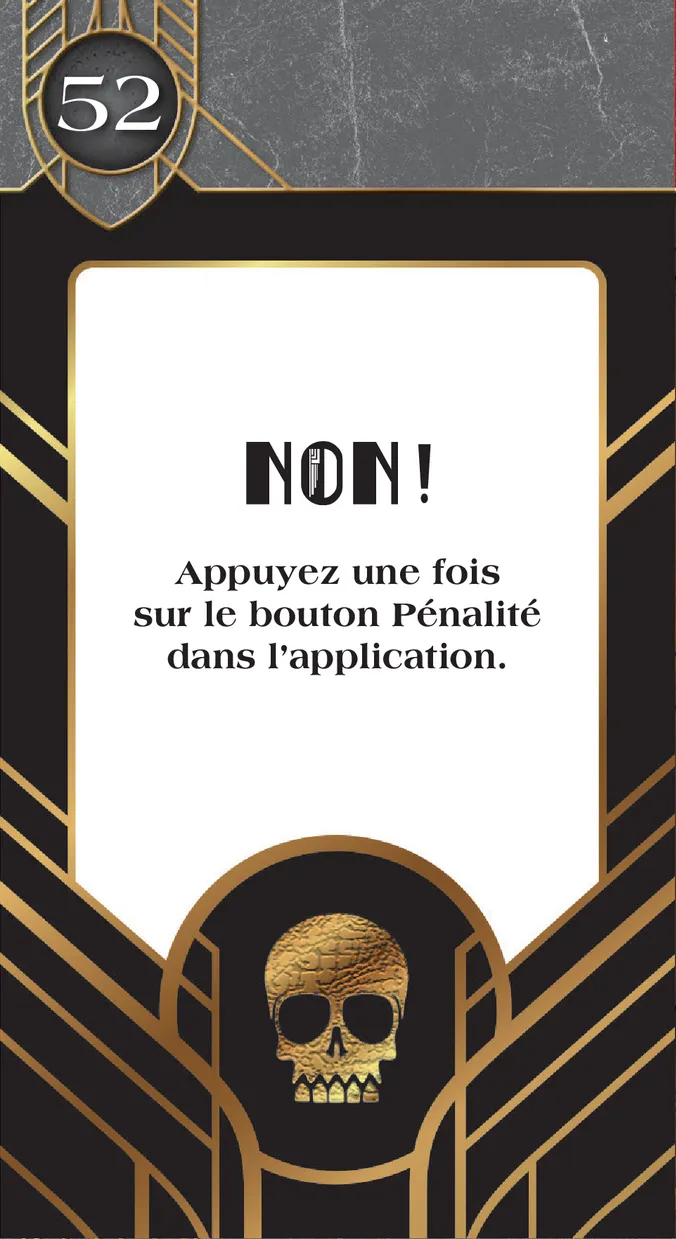 52
NON!
Appuyez une fois
sur le bouton Pénalité
dans l'application.